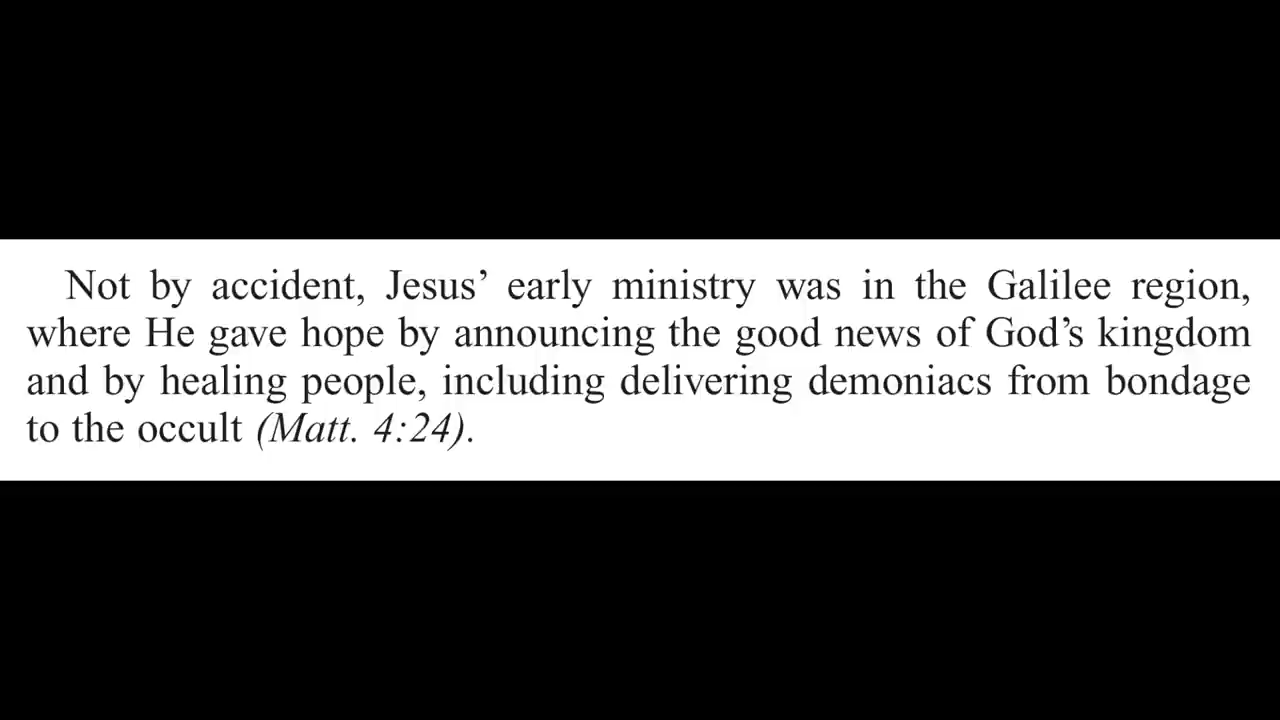 Not by accident, Jesus’ early ministry was in the Galilee region,
where He gave hope by announcing the good news of God’s kingdom
and by healing people, including delivering demoniacs from bondage
to the occult (Matt. 4:24).